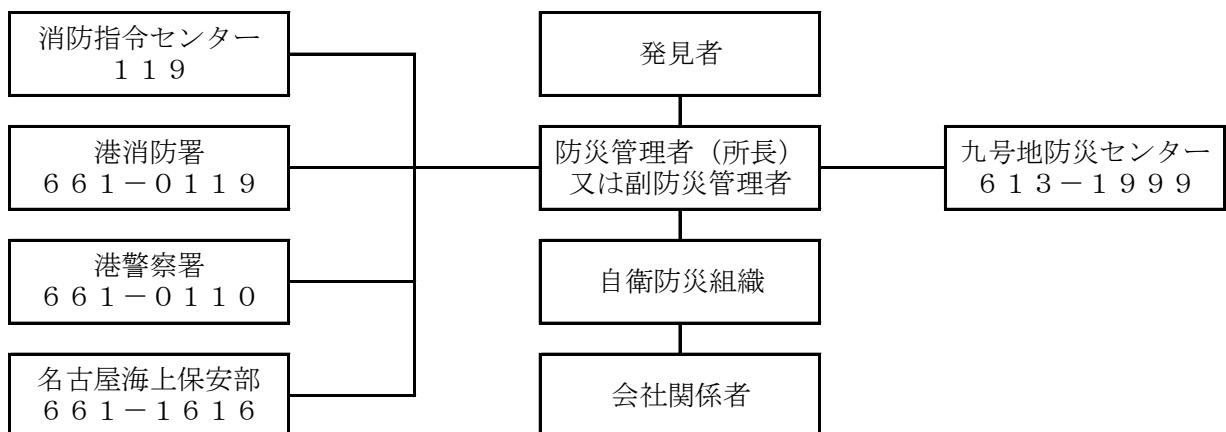 消防指令センター
１１９
港消防署
６６１－０１１９
港警察署
６６１－０１１０
名古屋海上保安部
６６１－１６１６
発見者
防災管理者（所長）
又は副防災管理者
自衛防災組織
会社関係者
九号地防災センター
６１３－１９９９